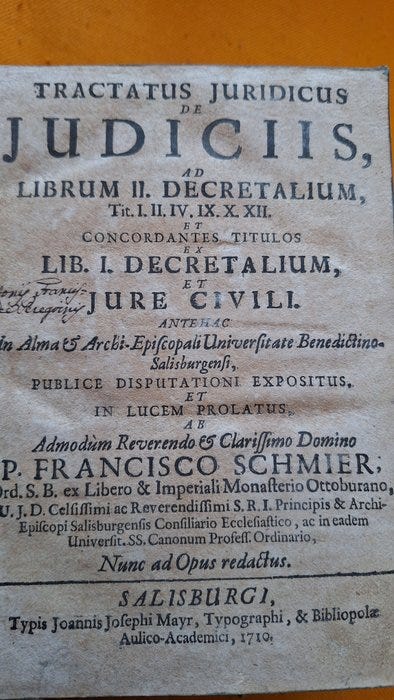 TRACTATUS JURIDICUS
DE
JUDICIIS,
AD
LIBRUM II. DECRETALIUM,
Tit. I. II. IV. IX. X. XII.
ET
CONCORDANTES TITULOS
EX
LIB. I. DECRETALIUM,
ET
JURE CIVILI.
ANTEHAC
In Alma & Archi-Episcopali Universitate Benedictino-
Salisburgensi,
PUBLICE DISPUTATIONI EXPOSITUS,
ET
IN LUCEM PROLATUS,
AB
Admodùm Reverendo & Clarissimo Domino
P. FRANCISCO SCHMIER,
Ord. S. B. ex Libero & Imperiali Monasterio Ottoburano,
U. J. D. Celsissimi ac Reverendissimi S. R. I. Principis & Archi-
Episcopi Salisburgensis Consiliario Ecclesiastico, ac in eadem
Universit. SS. Canonum Profess. Ordinario,
Nunc ad Opus redactus.
SALISBURGI,
Typis Joannis Josephi Mayr, Typographi, & Bibliopolæ
Aulico-Academici, 1710.